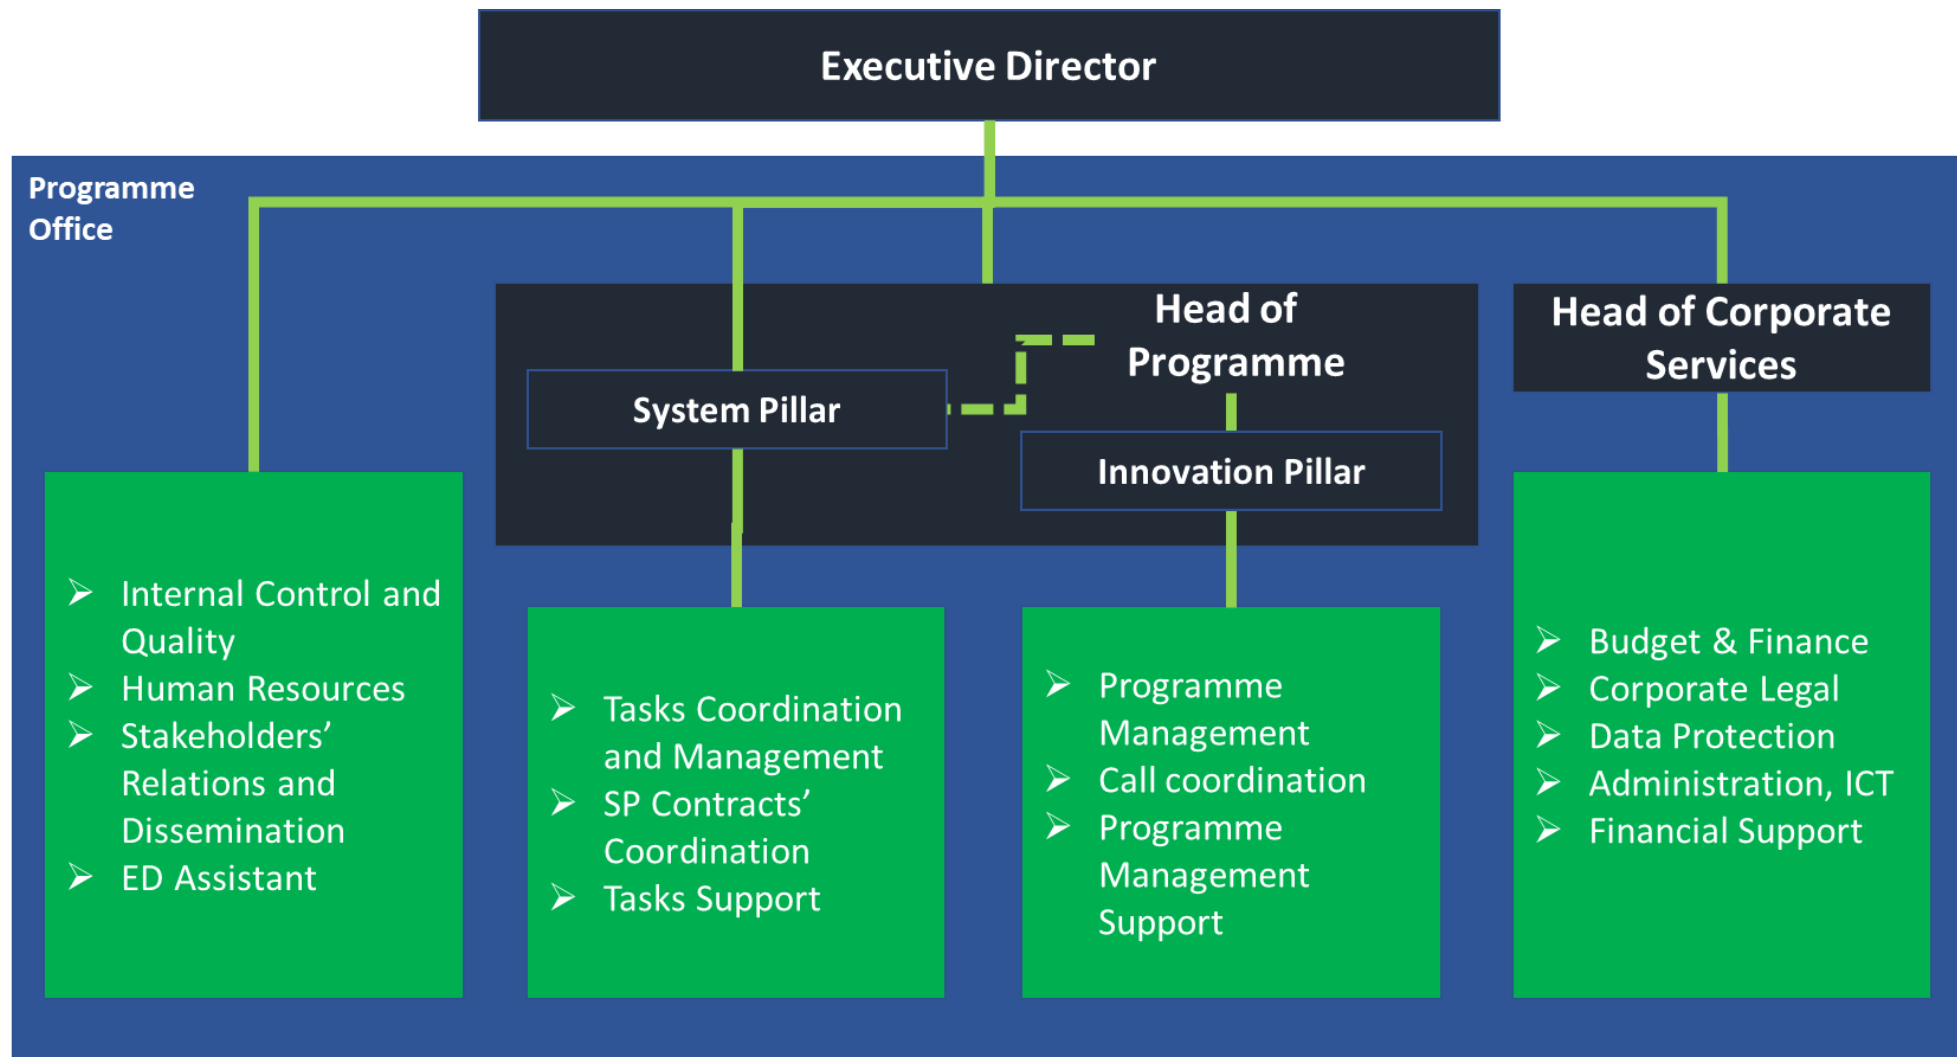 Executive Director
Programme
Office
Head of
Programme
Head of Corporate
Services
System Pillar
Innovation Pillar
➢ Internal Control and
Quality
➢ Human Resources
➢ Stakeholders’
Relations and
Dissemination
➢ ED Assistant
➢ Tasks Coordination
and Management
➢ SP Contracts’
Coordination
➢ Tasks Support
➢ Programme
Management
➢ Call coordination
➢ Programme
Management
Support
➢ Budget & Finance
➢ Corporate Legal
➢ Data Protection
➢ Administration, ICT
➢ Financial Support